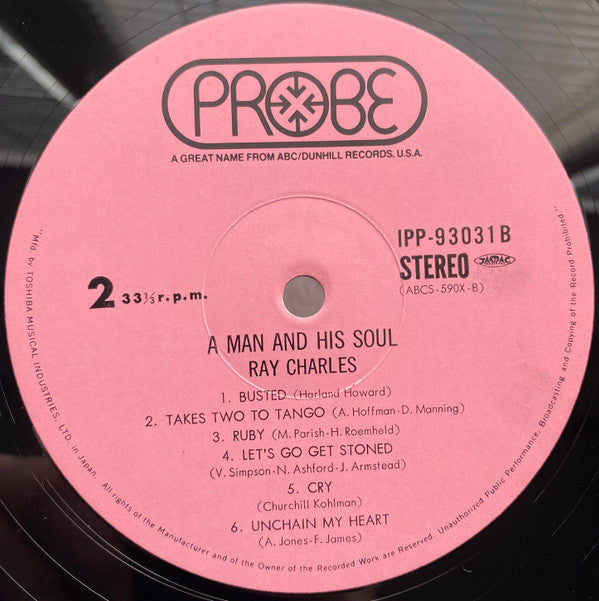 PROBE
A GREAT NAME FROM ABC/DUNHILL RECORDS, U.S.A.
IPP-93031B
STEREO JASRAC
(ABCS-590X-B)
2 33⅓ r.p.m.
A MAN AND HIS SOUL
RAY CHARLES
1. BUSTED (Harland Howard)
2. TAKES TWO TO TANGO (A. Hoffman-D. Manning)
3. RUBY (M. Parish-H. Roemheld)
4. LET'S GO GET STONED
(V. Simpson-N. Ashford-J. Armstead)
5. CRY
(Churchill Kohlman)
6. UNCHAIN MY HEART
(A. Jones-F. James)
"Mfd. by TOSHIBA MUSICAL INDUSTRIES, LTD. in Japan. All rights of the Manufacturer and of the Owner of the Recorded Work are Reserved. Unauthorized Public Performance, Broadcasting and Copying of the Record Prohibited."